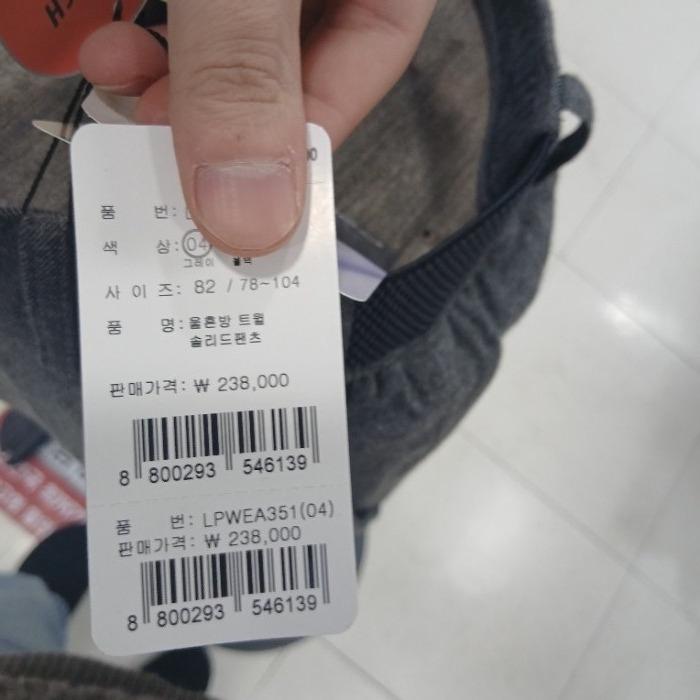 품 번:
색 상: 04
그레이 블랙
사 이 즈: 82 / 78~104
품 명: 울혼방 트윌
솔리드팬츠
판매가격: ₩ 238,000
8 800293 546139
품 번: LPWEA351(04)
판매가격: ₩ 238,000
8 800293 546139